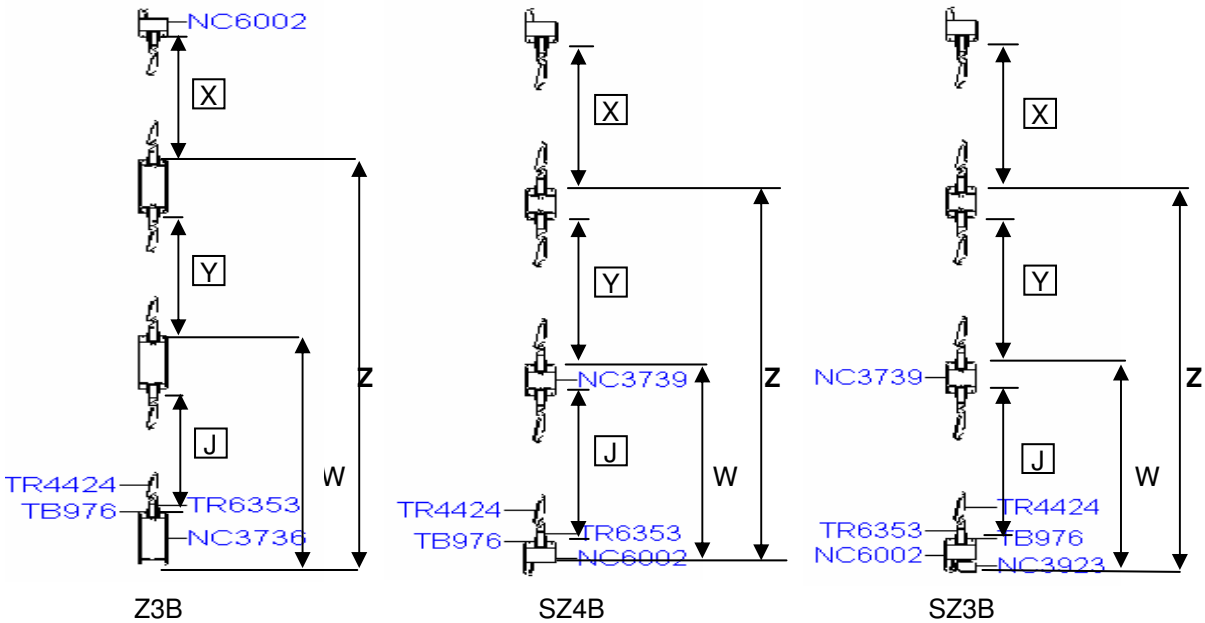 NC6002
X
Y
Z
J
W
TR4424
TR6353
TB976
NC3736
Z3B
X
Y
NC3739
Z
J
W
TR4424
TR6353
TB976
NC6002
SZ4B
X
Y
NC3739
Z
J
W
TR4424
TR6353
TB976
NC6002
NC3923
SZ3B